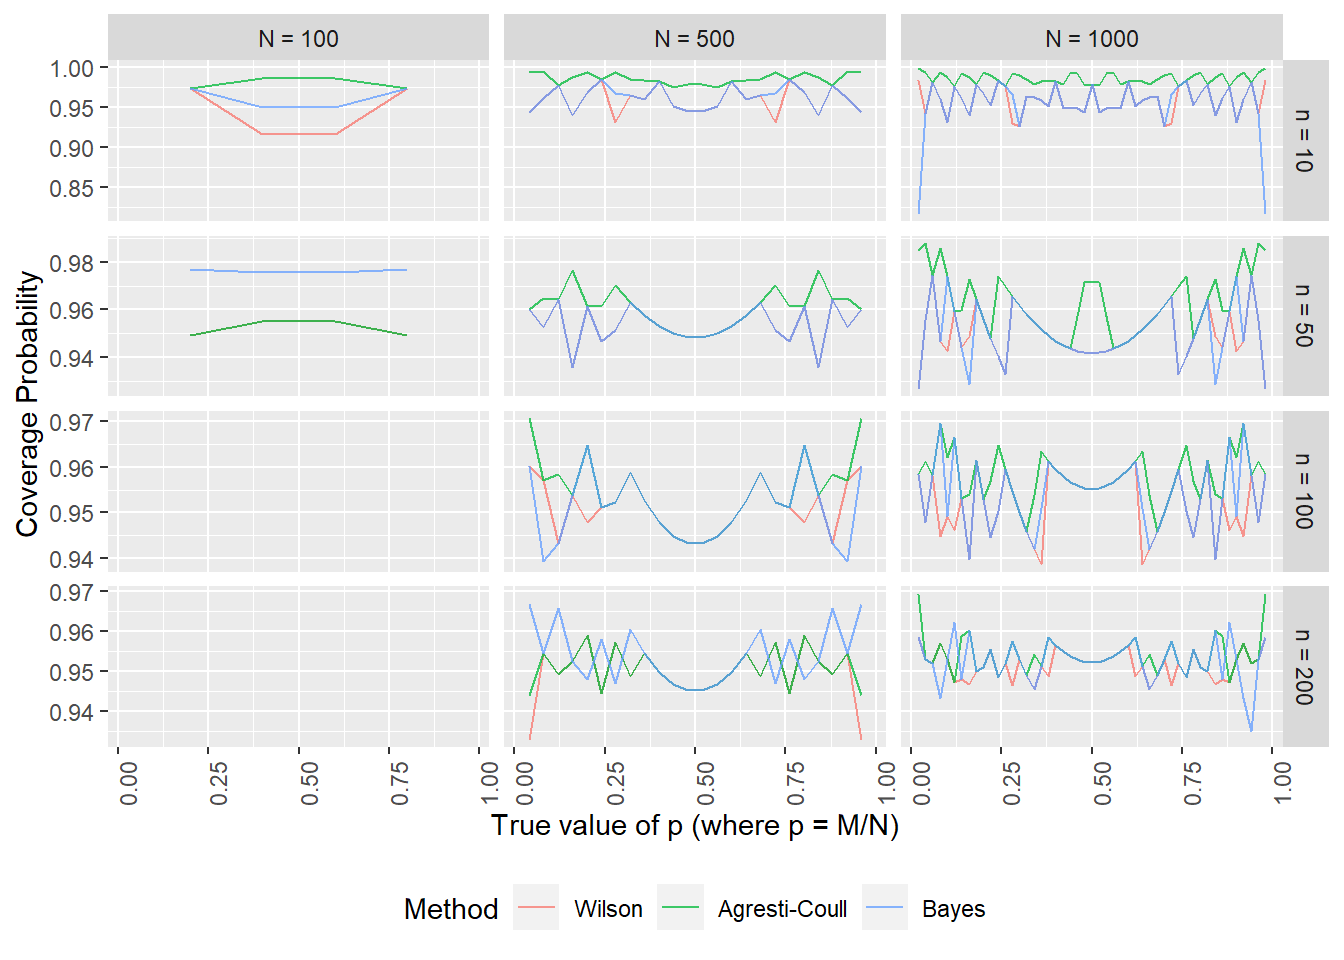 N = 100 N = 500 N = 1000
1.00
0.95
0.90
0.85
n = 10
0.98
0.96
0.94
n = 50
0.97
0.96
0.95
0.94
n = 100
0.97
0.96
0.95
0.94
n = 200
Coverage Probability
0.00 0.25 0.50 0.75 1.00 0.00 0.25 0.50 0.75 1.00 0.00 0.25 0.50 0.75 1.00
True value of p (where p = M/N)
Method Wilson Agresti-Coull Bayes